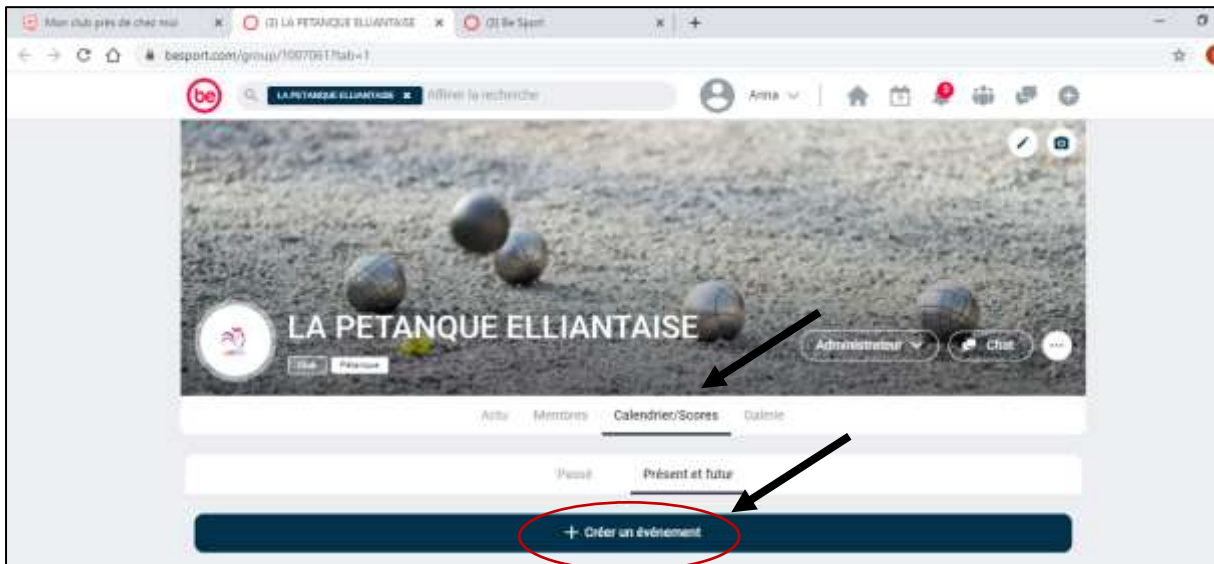 Mon club près de chez moi
(3) LA PETANQUE ELLIANTAISE
(3) Be Sport
besport.com/group/1007061?tab=1
be
LA PETANQUE ELLIANTAISE
Affiner la recherche
Anna
LA PETANQUE ELLIANTAISE
Club Pétanque
Administrateur
Chat
Actu Membres Calendrier/Scores Galerie
Passé Présent et futur
+ Créer un événement